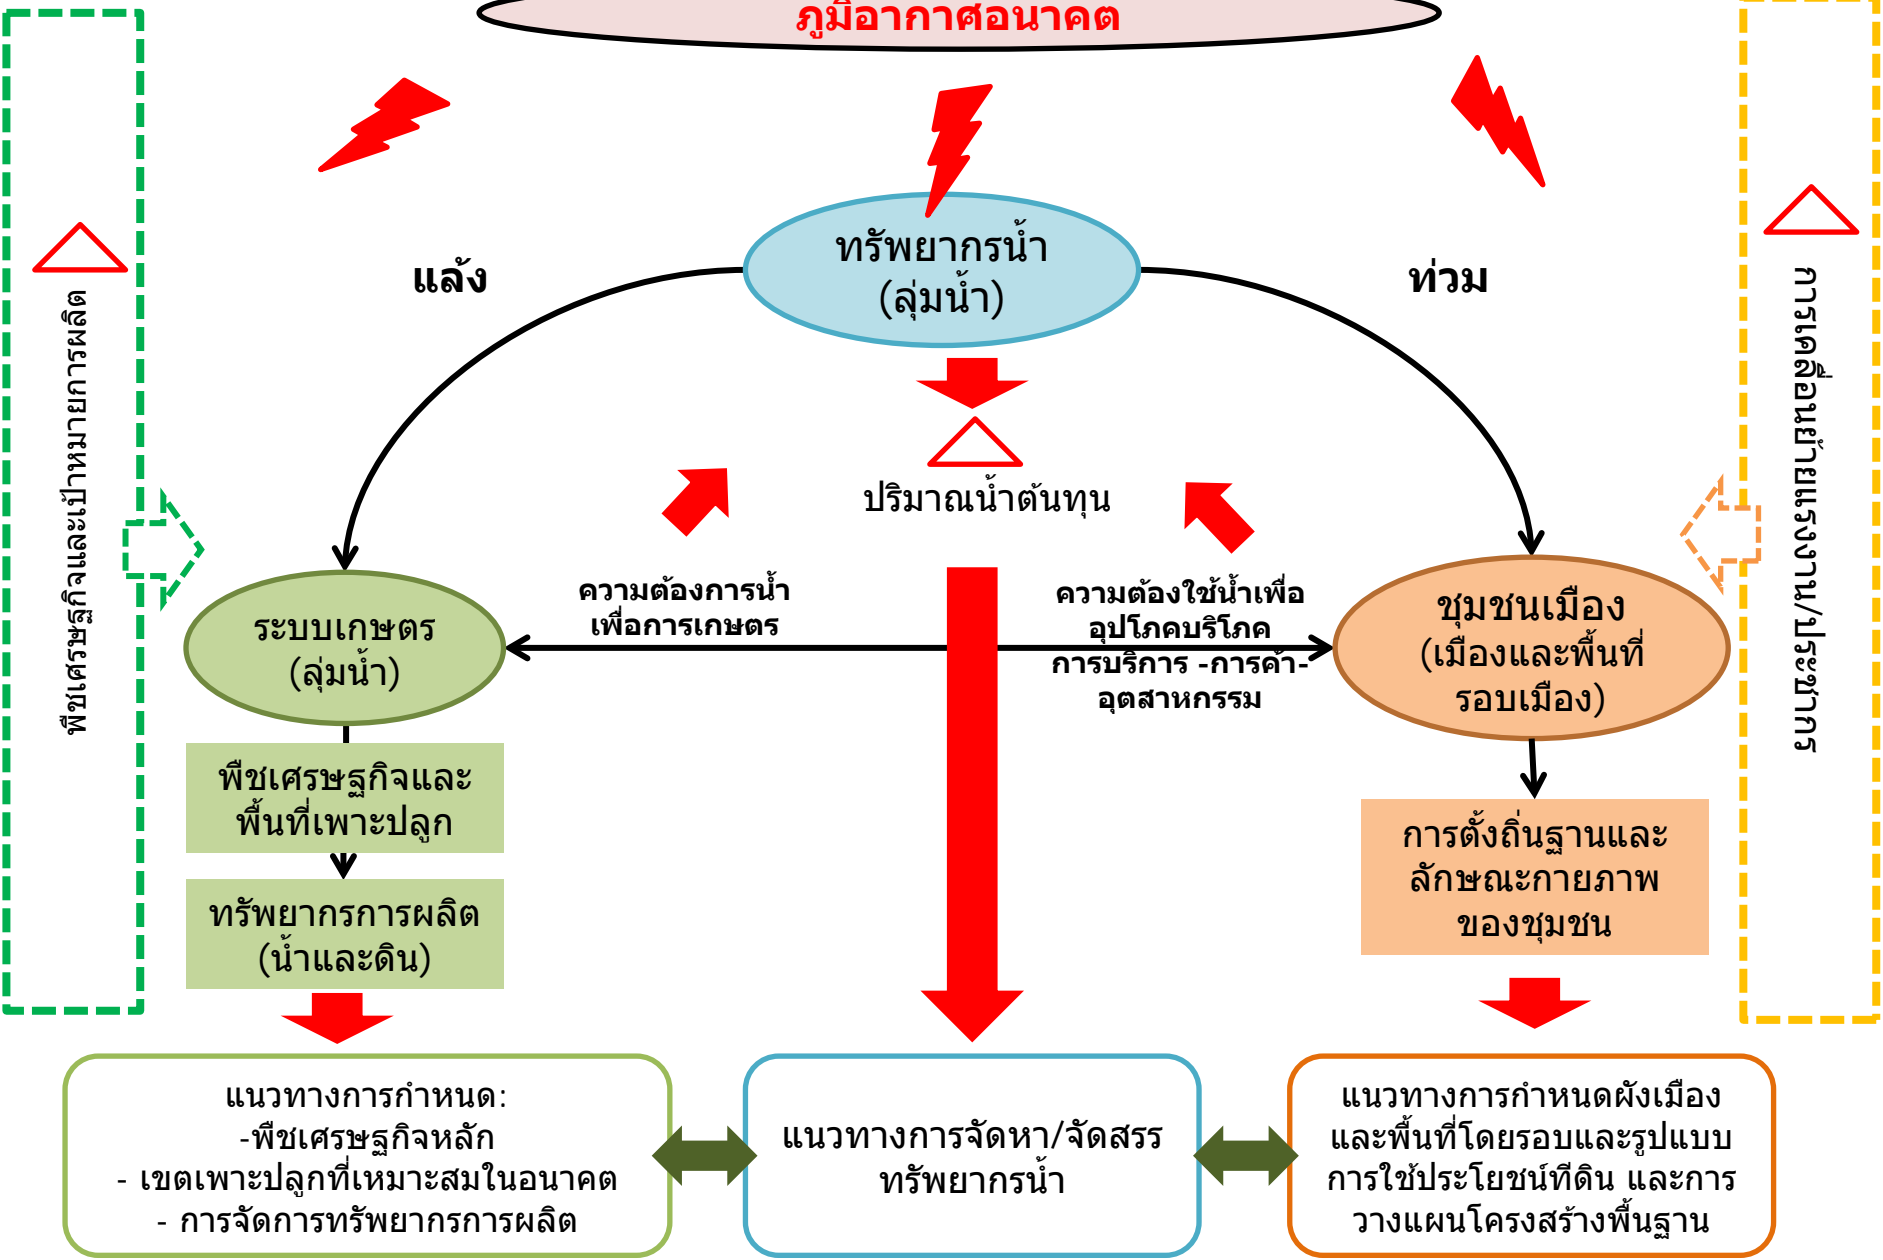 ภูมิอากาศอนาคต
ทรัพยากรน้ำ
(ลุ่มน้ำ)
แล้ง
ท่วม
พืชเศรษฐกิจและเป้าหมายการผลิต
การเคลื่อนย้ายแรงงาน/ประชากร
ปริมาณน้ำต้นทุน
ความต้องการน้ำ
เพื่อการเกษตร
ความต้องใช้น้ำเพื่อ
อุปโภคบริโภค
การบริการ -การค้า-
อุตสาหกรรม
ระบบเกษตร
(ลุ่มน้ำ)
ชุมชนเมือง
(เมืองและพื้นที่
รอบเมือง)
พืชเศรษฐกิจและ
พื้นที่เพาะปลูก
ทรัพยากรการผลิต
(น้ำและดิน)
การตั้งถิ่นฐานและ
ลักษณะกายภาพ
ของชุมชน
แนวทางการกำหนด:
-พืชเศรษฐกิจหลัก
- เขตเพาะปลูกที่เหมาะสมในอนาคต
- การจัดการทรัพยากรการผลิต
แนวทางการจัดหา/จัดสรร
ทรัพยากรน้ำ
แนวทางการกำหนดผังเมือง
และพื้นที่โดยรอบและรูปแบบ
การใช้ประโยชน์ทีดิน และการ
วางแผนโครงสร้างพื้นฐาน